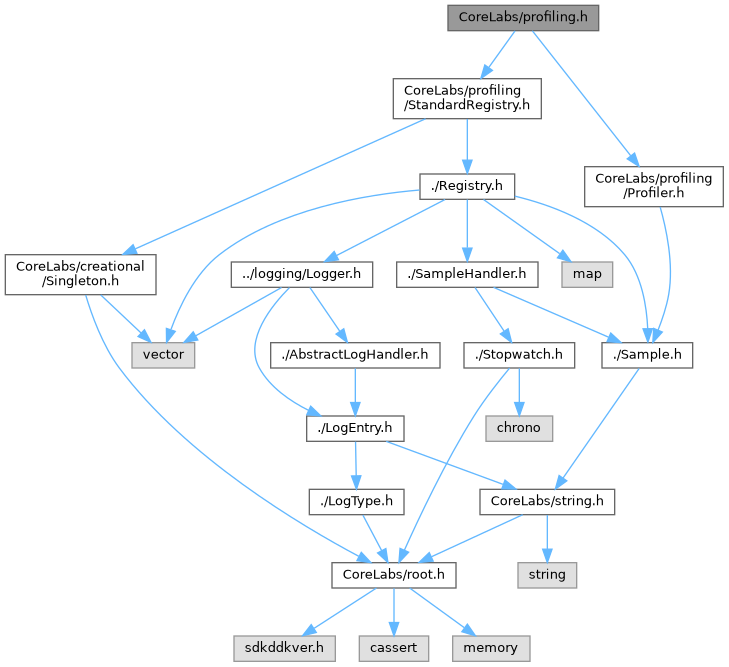 CoreLabs/profiling.h
CoreLabs/profiling
/StandardRegistry.h
CoreLabs/profiling
/Profiler.h
./Registry.h
CoreLabs/creational
/Singleton.h
../logging/Logger.h
./SampleHandler.h
map
vector
./AbstractLogHandler.h
./Stopwatch.h
./Sample.h
./LogEntry.h
chrono
./LogType.h
CoreLabs/string.h
CoreLabs/root.h
string
sdkddkver.h
cassert
memory